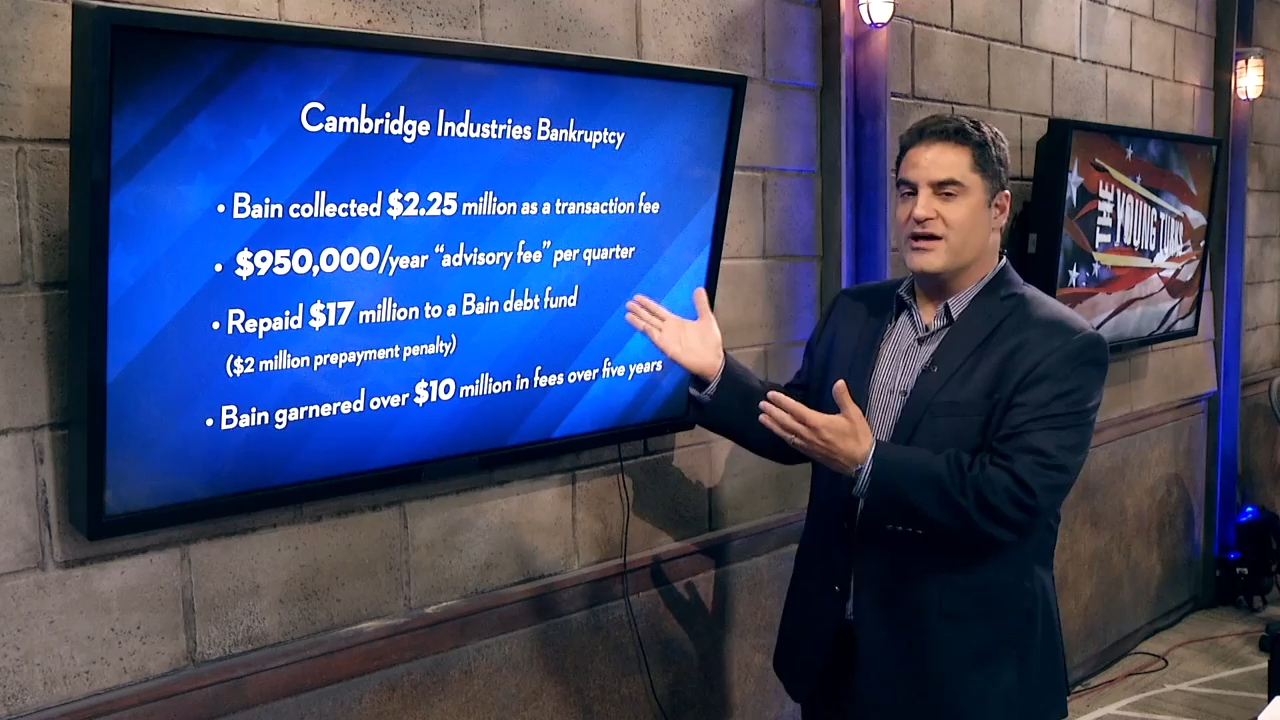 Cambridge Industries Bankruptcy
• Bain collected $2.25 million as a transaction fee
• $950,000/year “advisory fee” per quarter
• Repaid $17 million to a Bain debt fund
($2 million prepayment penalty)
• Bain garnered over $10 million in fees over five years
THE
YOUNG TURKS